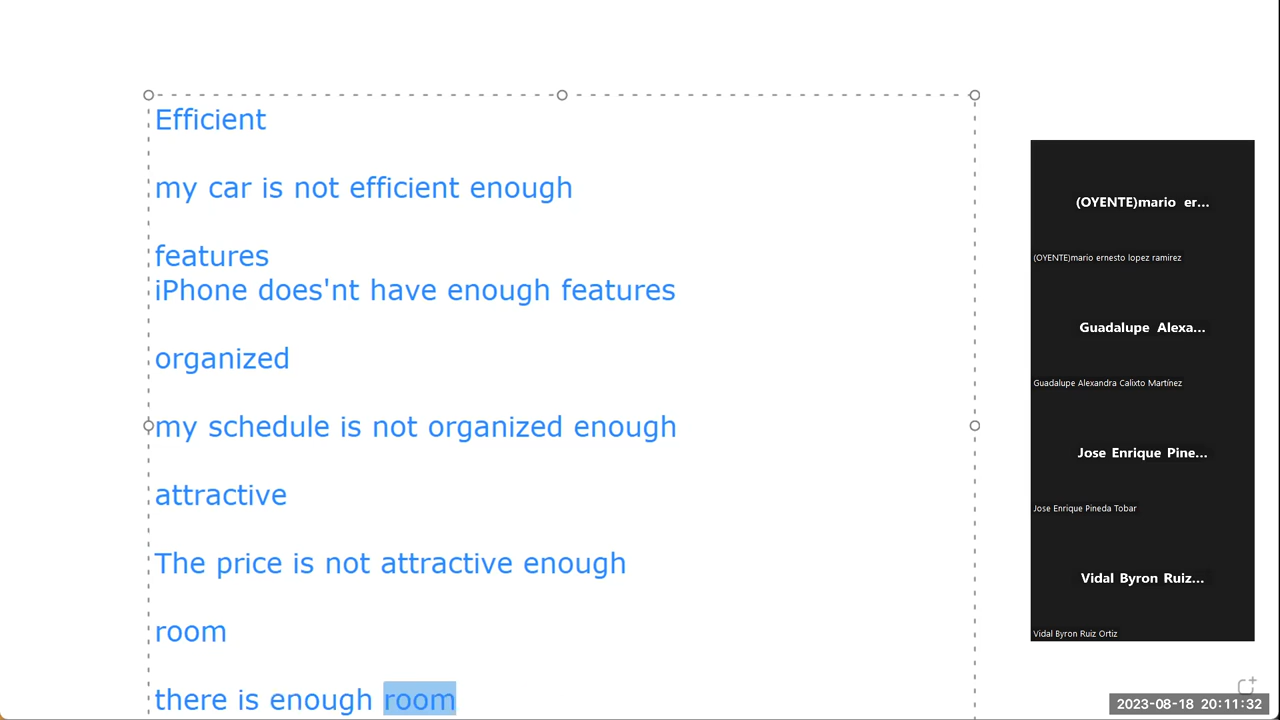 Efficient
my car is not efficient enough
features
iPhone does'nt have enough features
organized
my schedule is not organized enough
attractive
The price is not attractive enough
room
there is enough room
(OYENTE)mario er...
(OYENTE)mario ernesto lopez ramirez
Guadalupe Alexa...
Guadalupe Alexandra Calixto Martínez
Jose Enrique Pine...
Jose Enrique Pineda Tobar
Vidal Byron Ruiz...
Vidal Byron Ruiz Ortiz
2023-08-18 20:11:32